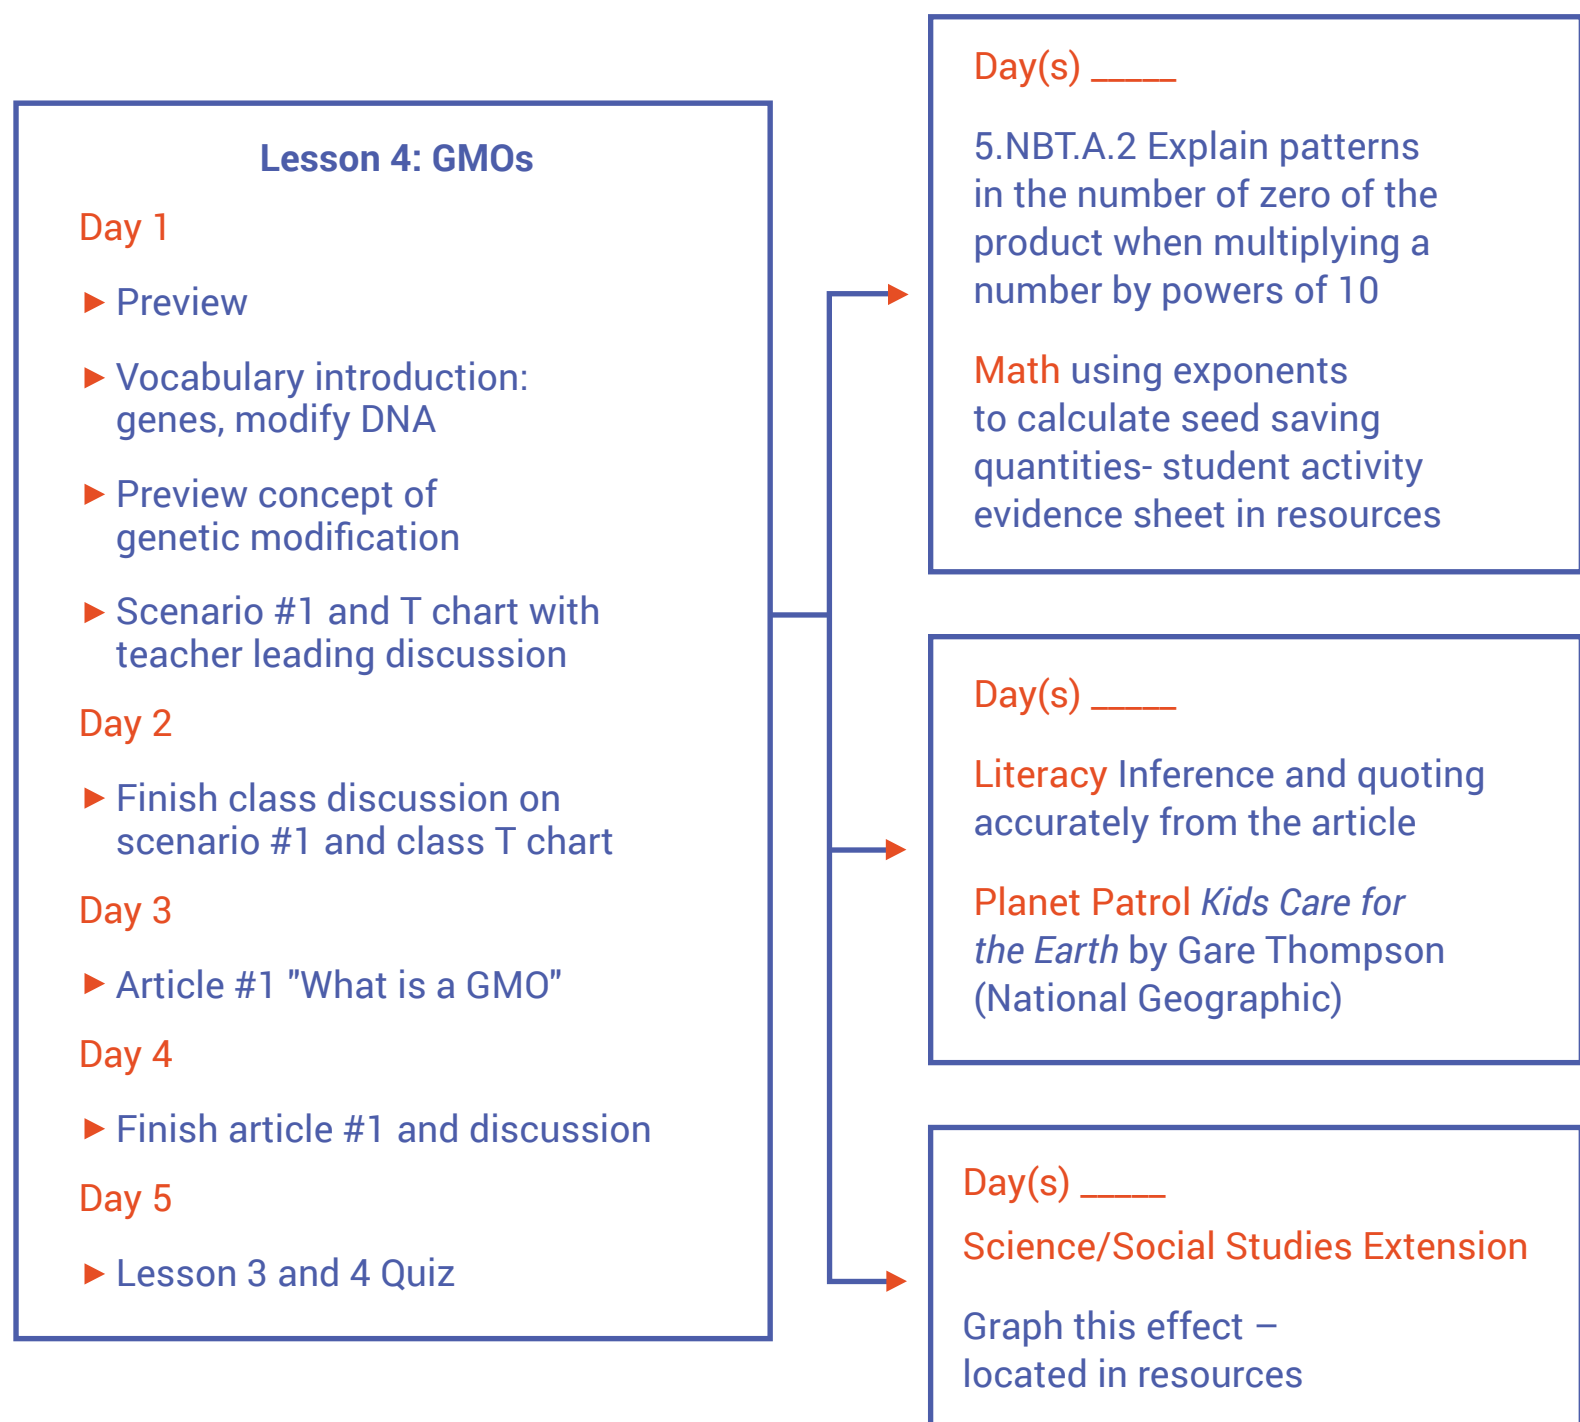 Lesson 4: GMOs
Day 1
► Preview
► Vocabulary introduction:
genes, modify DNA
► Preview concept of
genetic modification
► Scenario #1 and T chart with
teacher leading discussion
Day 2
► Finish class discussion on
scenario #1 and class T chart
Day 3
► Article #1 "What is a GMO"
Day 4
► Finish article #1 and discussion
Day 5
► Lesson 3 and 4 Quiz
Day(s) _____
5.NBT.A.2 Explain patterns
in the number of zero of the
product when multiplying a
number by powers of 10
Math using exponents
to calculate seed saving
quantities- student activity
evidence sheet in resources
Day(s) _____
Literacy Inference and quoting
accurately from the article
Planet Patrol Kids Care for
the Earth by Gare Thompson
(National Geographic)
Day(s) _____
Science/Social Studies Extension
Graph this effect –
located in resources